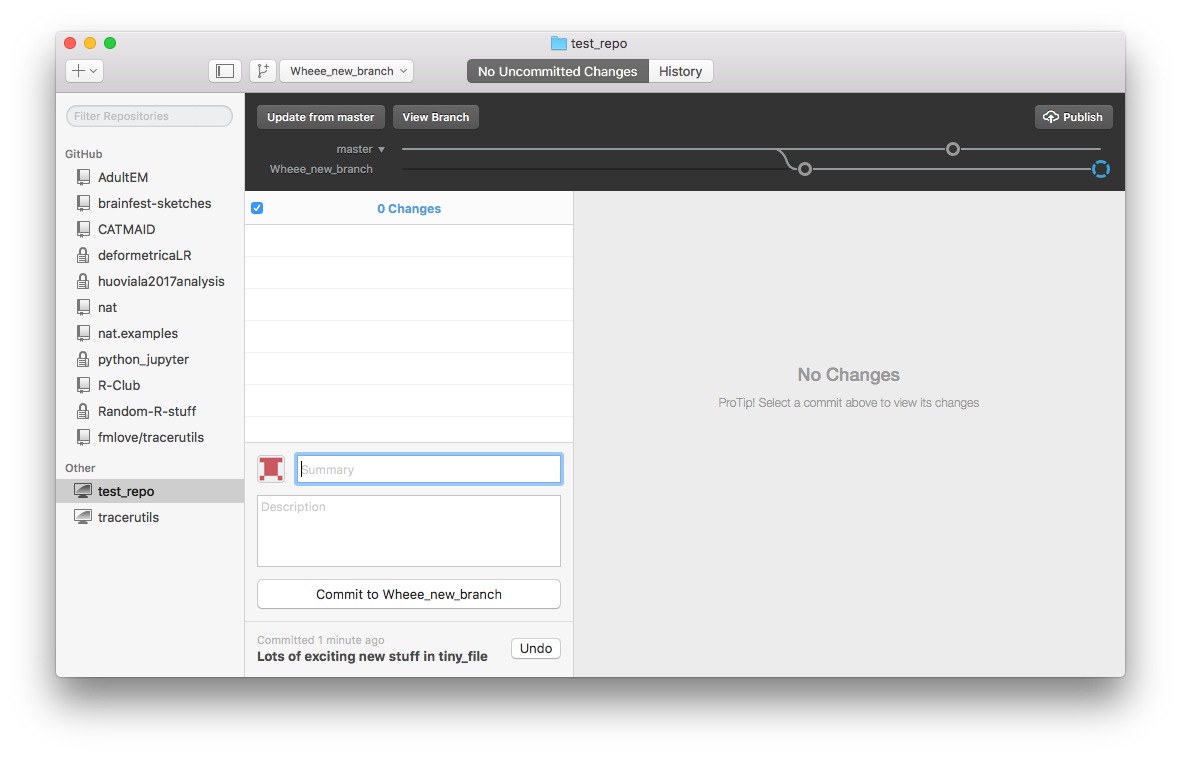 test_repo
Wheee_new_branch
No Uncommitted Changes
History
Filter Repositories
GitHub
AdultEM
brainfest-sketches
CATMAID
deformetricaLR
huoviala2017analysis
nat
nat.examples
python_jupyter
R-Club
Random-R-stuff
fmlove/tracerutils
Other
test_repo
tracerutils
Update from master
View Branch
Publish
master
Wheee_new_branch
0 Changes
Summary
Description
Commit to Wheee_new_branch
Committed 1 minute ago
Lots of exciting new stuff in tiny_file
Undo
No Changes
ProTip! Select a commit above to view its changes